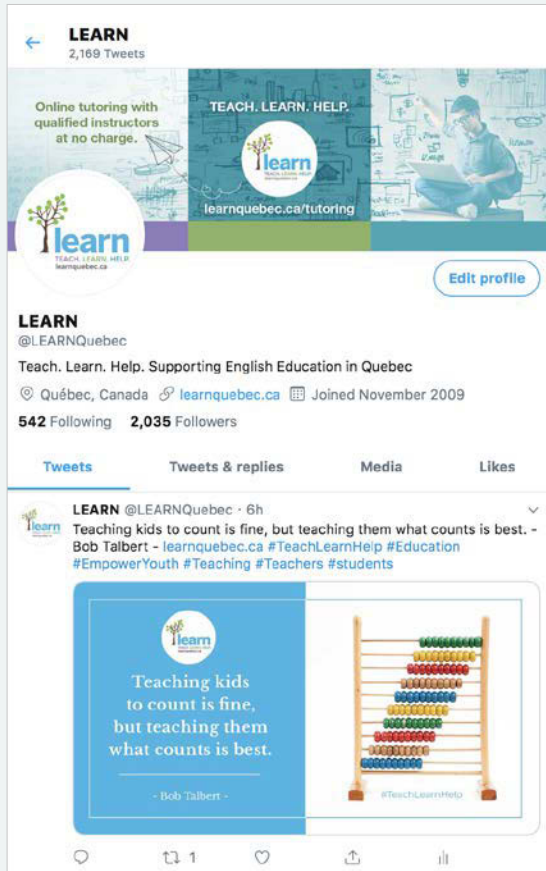 LEARN
2,169 Tweets
Online tutoring with
qualified instructors
at no charge.
TEACH. LEARN. HELP.
learn
TEACH. LEARN. HELP.
learnquebec.ca/tutoring
learn
TEACH. LEARN. HELP.
learnquebec.ca
Edit profile
LEARN
@LEARNQuebec
Teach. Learn. Help. Supporting English Education in Quebec
Québec, Canada learnquebec.ca Joined November 2009
542 Following 2,035 Followers
Tweets Tweets & replies Media Likes
learn
LEARN @LEARNQuebec · 6h
Teaching kids to count is fine, but teaching them what counts is best. -
Bob Talbert - learnquebec.ca #TeachLearnHelp #Education
#EmpowerYouth #Teaching #Teachers #students
learn
Teaching kids
to count is fine,
but teaching them
what counts is best.
- Bob Talbert -
#TeachLearnHelp
1